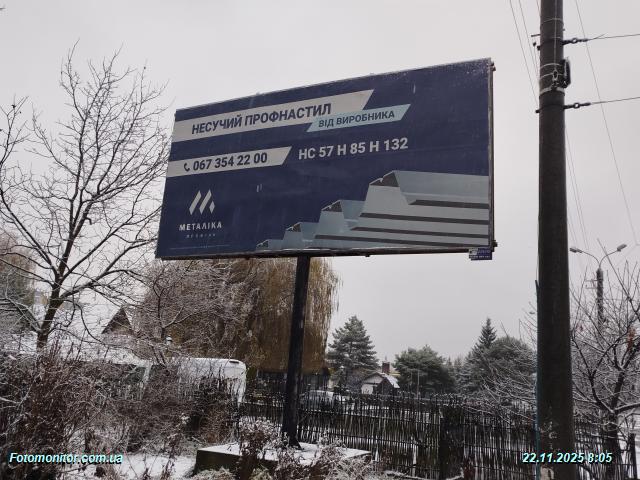 НЕСУЧИЙ ПРОФНАСТИЛ
ВІД ВИРОБНИКА
067 354 22 00
НС 57 Н 85 Н 132
МЕТАЛІКА
Fotomonitor.com.ua
22.11.2025 8:05